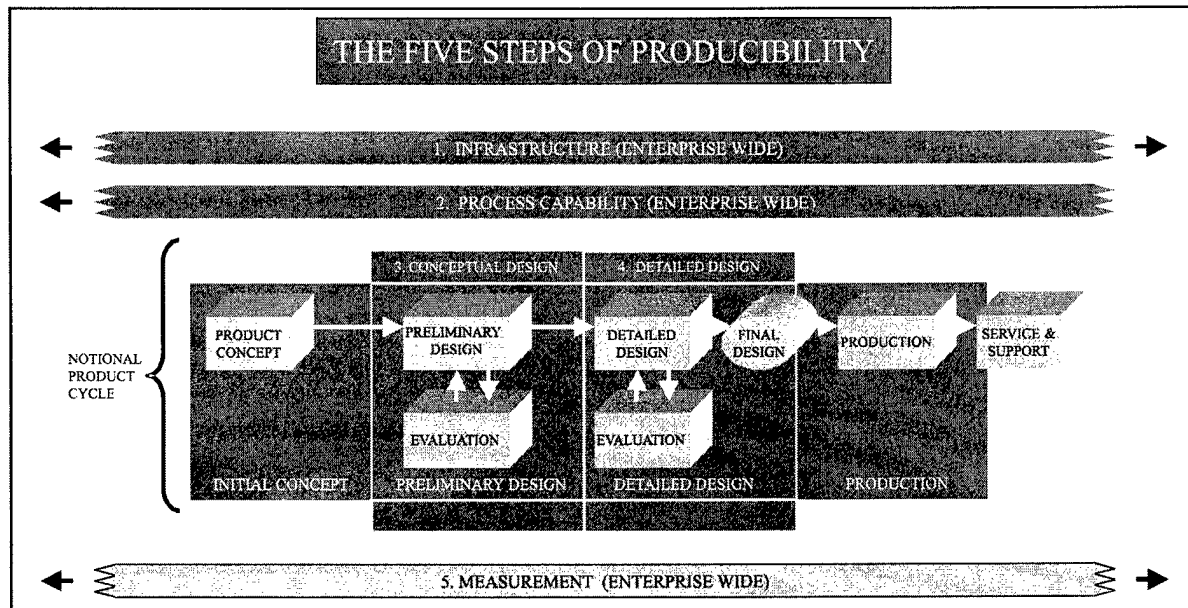 THE FIVE STEPS OF PRODUCIBILITY
1. INFRASTRUCTURE (ENTERPRISE WIDE)
2. PROCESS CAPABILITY (ENTERPRISE WIDE)
3. CONCEPTUAL DESIGN
4. DETAILED DESIGN
NOTIONAL
PRODUCT
CYCLE
PRODUCT
CONCEPT
PRELIMINARY
DESIGN
DETAILED
DESIGN
FINAL
DESIGN
PRODUCTION
SERVICE &
SUPPORT
EVALUATION
EVALUATION
INITIAL CONCEPT
PRELIMINARY DESIGN
DETAILED DESIGN
PRODUCTION
5. MEASUREMENT (ENTERPRISE WIDE)